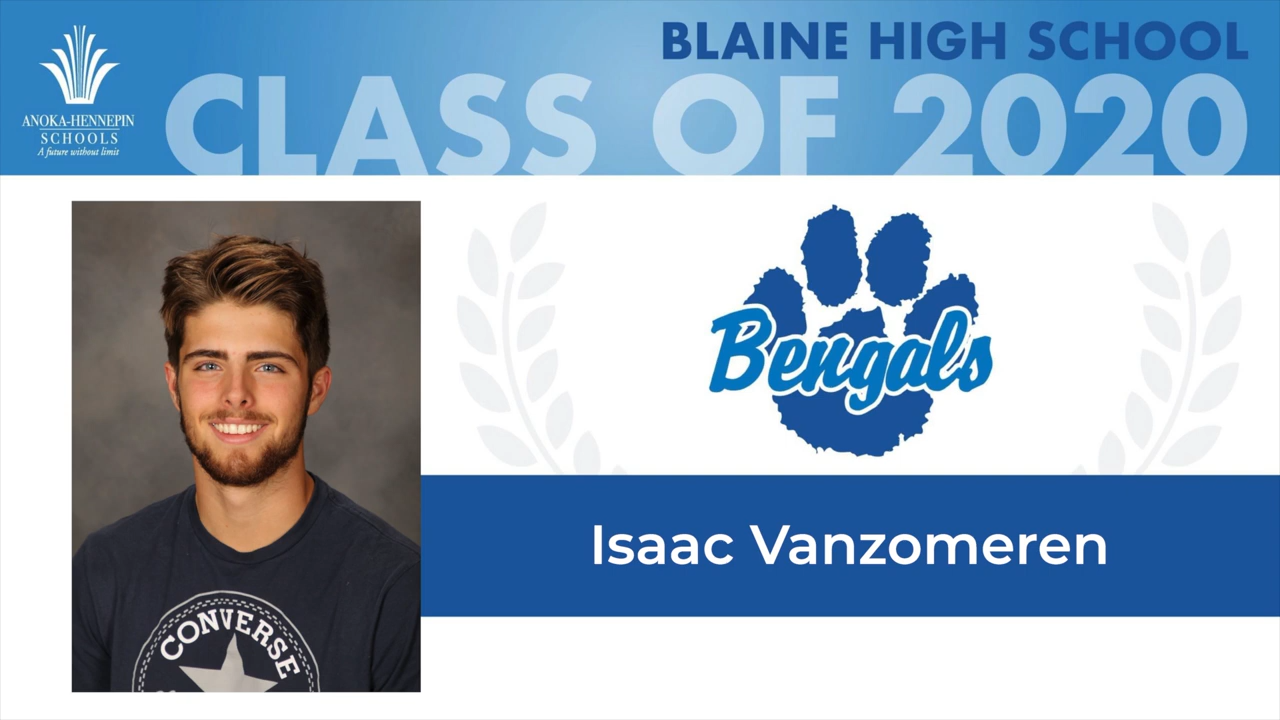 BLAINE HIGH SCHOOL
CLASS OF 2020
ANOKA-HENNEPIN
SCHOOLS
A future without limit
Bengals
Isaac Vanzomeren
CONVERSE